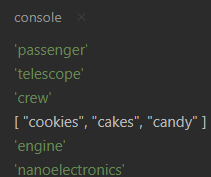 console ×
'passenger'
'telescope'
'crew'
[ "cookies", "cakes", "candy" ]
'engine'
'nanoelectronics'